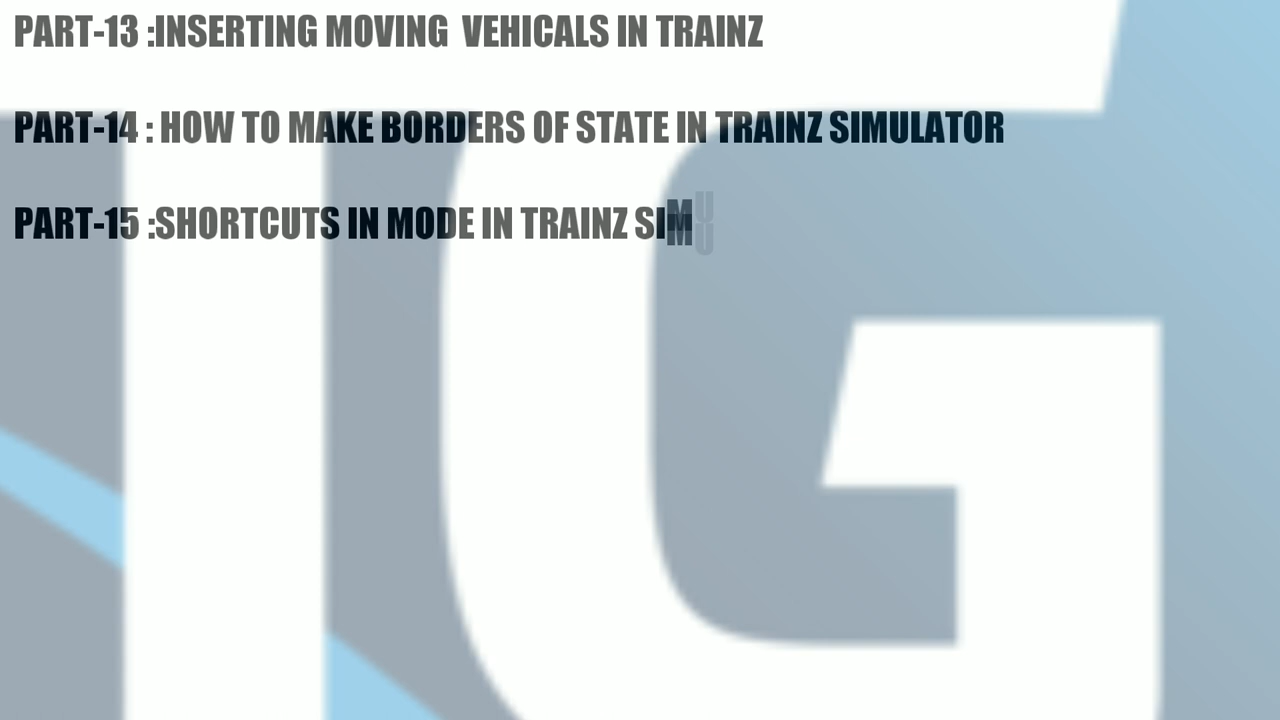 PART-13 :INSERTING MOVING  VEHICALS IN TRAINZ
PART-14 : HOW TO MAKE BORDERS OF STATE IN TRAINZ SIMULATOR
PART-15 :SHORTCUTS IN MODE IN TRAINZ SIMU